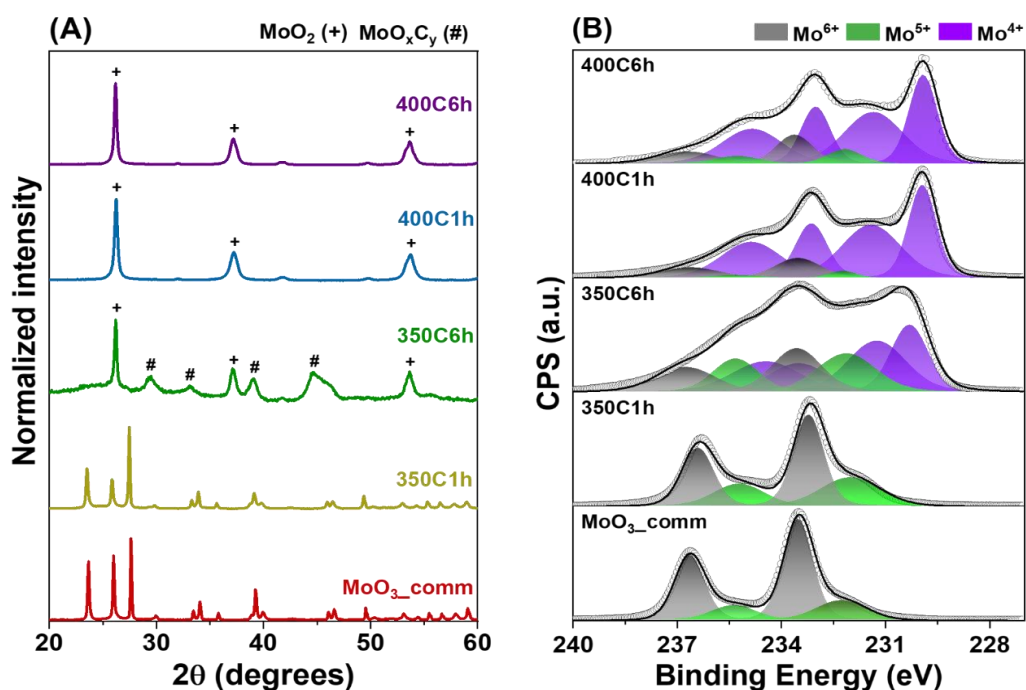 (A)
MoO₂ (+) MoOₓCᵧ (#)
Normalized intensity
+
+
+
400C6h
+
+
+
400C1h
+
#
#
+
#
#
+
350C6h
350C1h
MoO₃_comm
20 30 40 50 60
2θ (degrees)
(B)
Mo⁶⁺ Mo⁵⁺ Mo⁴⁺
CPS (a.u.)
400C6h
400C1h
350C6h
350C1h
MoO₃_comm
240 237 234 231 228
Binding Energy (eV)